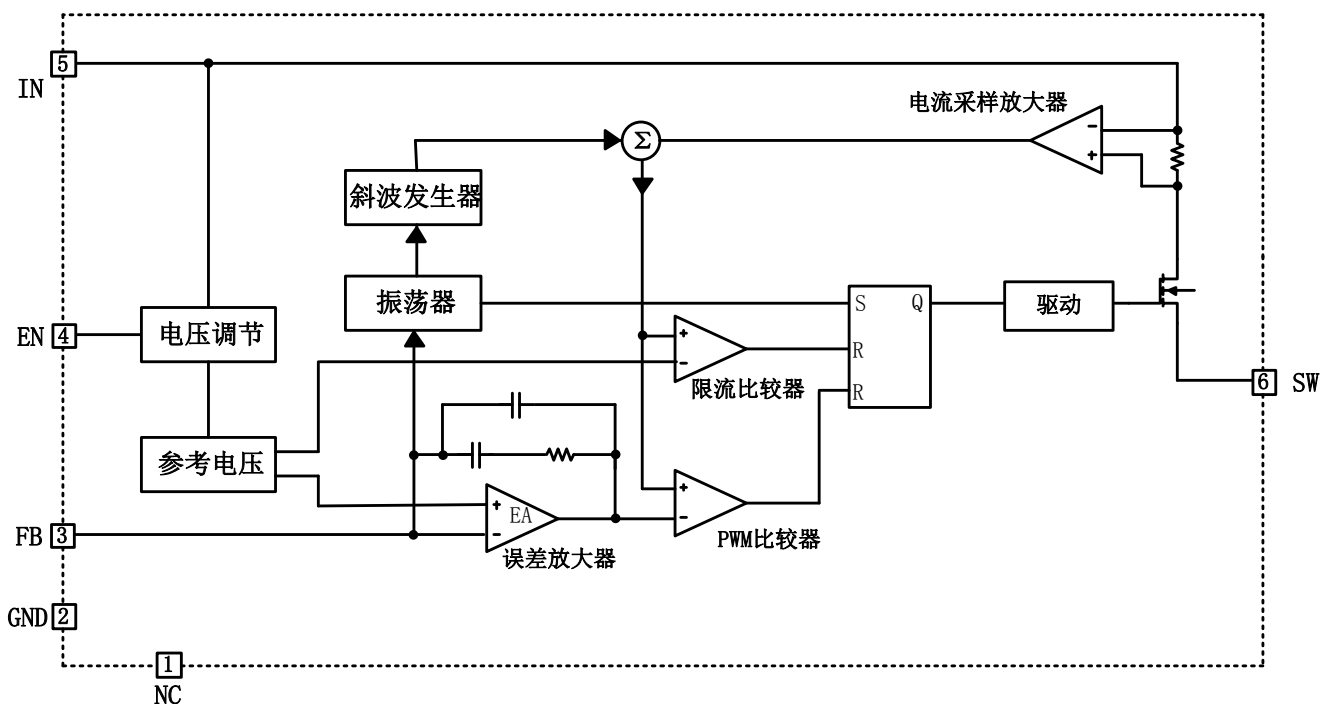 5
IN
电流采样放大器
-
+
Σ
斜波发生器
振荡器
S
Q
驱动
EN
4
电压调节
+
-
R
限流比较器
R
6
SW
参考电压
+
EA
-
误差放大器
+
-
PWM比较器
FB
3
GND
2
1
NC